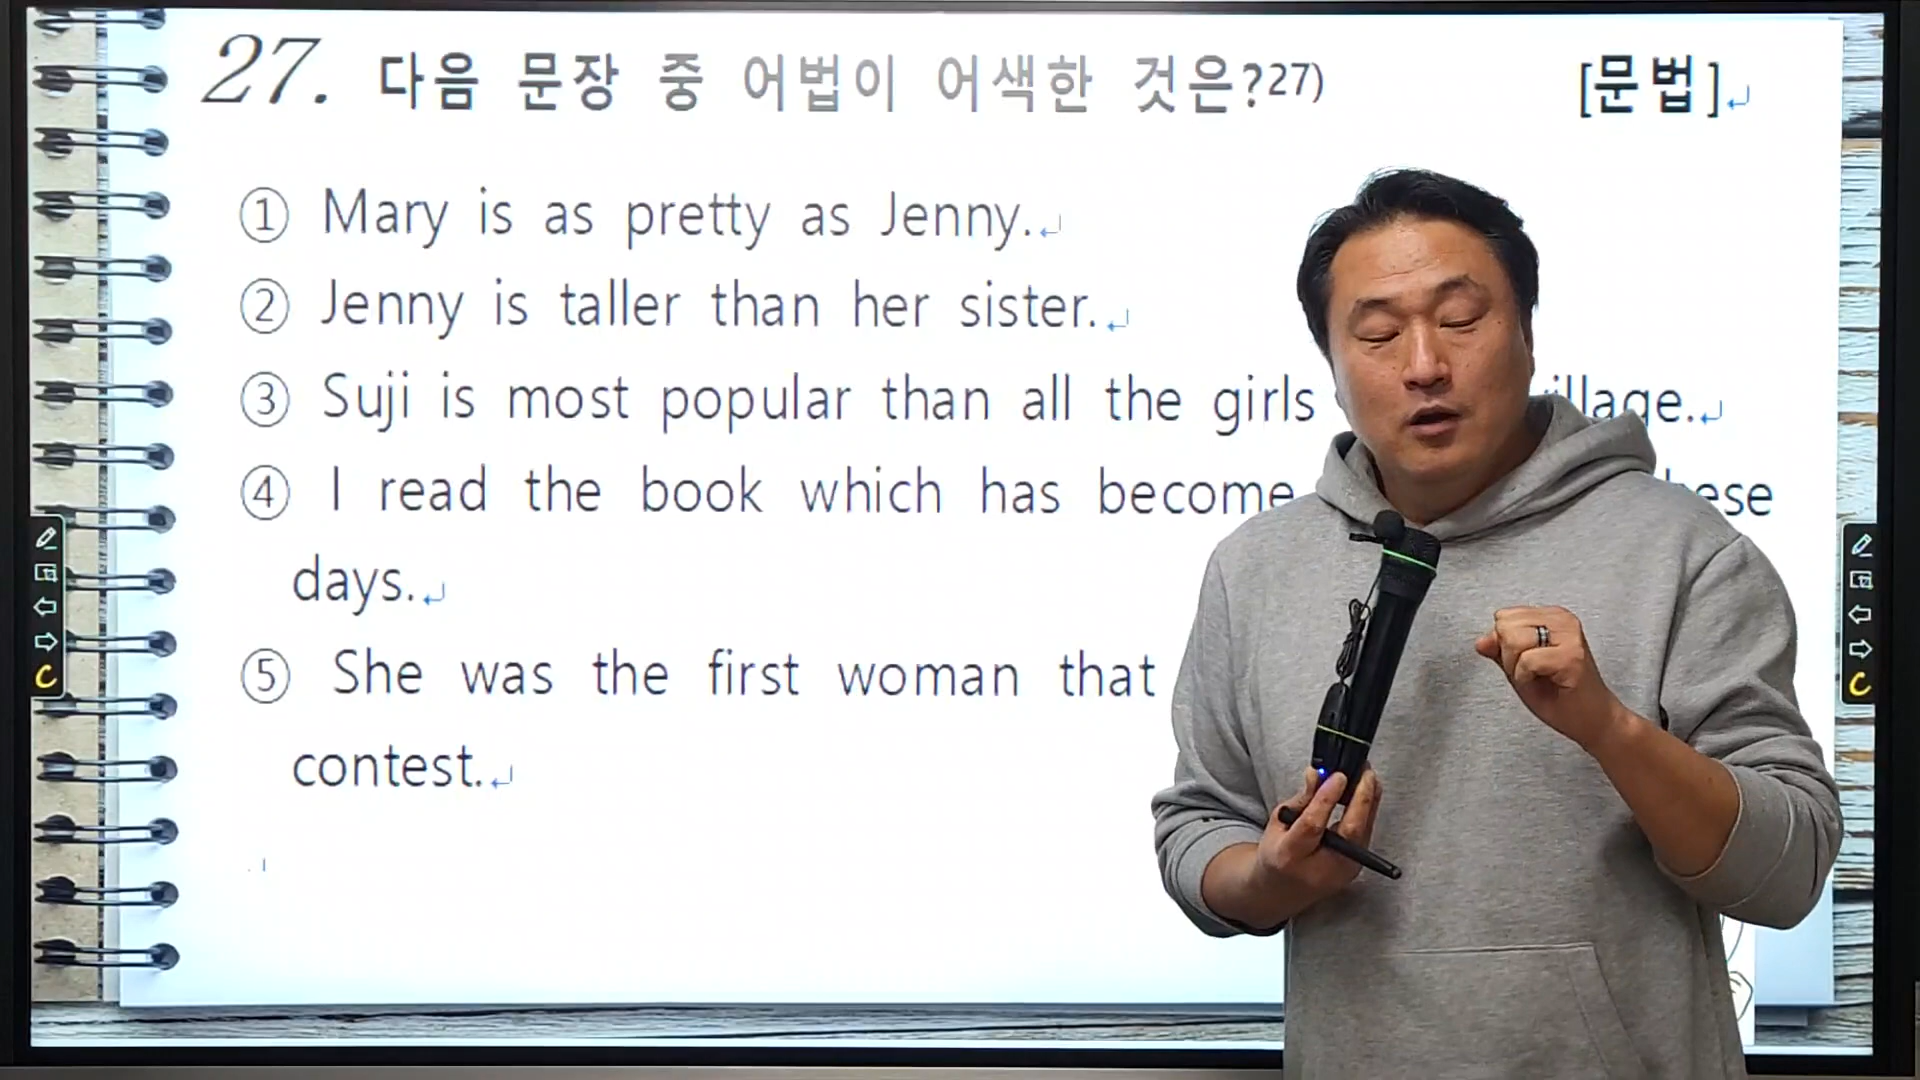 27. 다음 문장 중 어법이 어색한 것은?27) [문법]
① Mary is as pretty as Jenny.
② Jenny is taller than her sister.
③ Suji is most popular than all the girls
④ I read the book which has become
days.
⑤ She was the first woman that
contest.